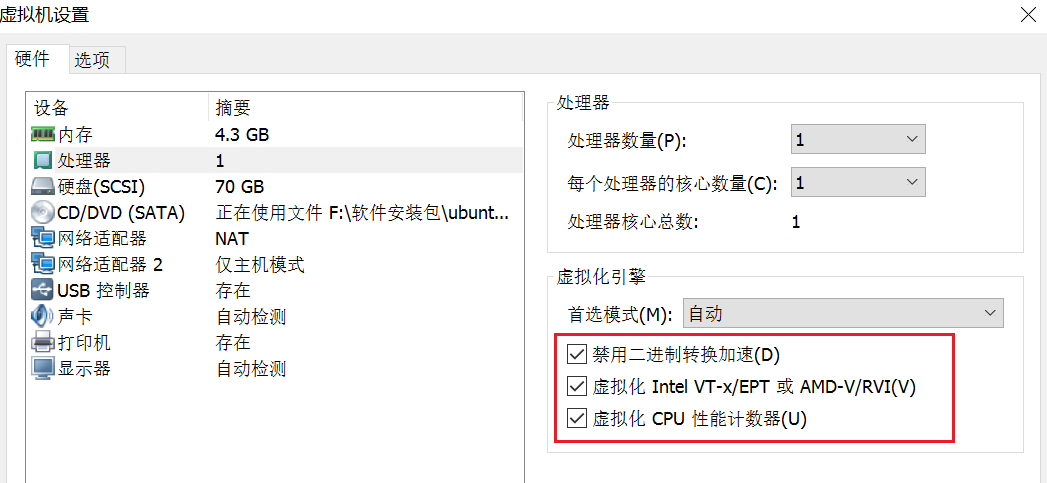 虚拟机设置
硬件 选项
设备 摘要
内存 4.3 GB
处理器 1
硬盘(SCSI) 70 GB
CD/DVD (SATA) 正在使用文件 F:\软件安装包\ubunt...
网络适配器 NAT
网络适配器 2 仅主机模式
USB 控制器 存在
声卡 自动检测
打印机 存在
显示器 自动检测
处理器
处理器数量(P): 1
每个处理器的核心数量(C): 1
处理器核心总数: 1
虚拟化引擎
首选模式(M): 自动
禁用二进制转换加速(D)
虚拟化 Intel VT-x/EPT 或 AMD-V/RVI(V)
虚拟化 CPU 性能计数器(U)